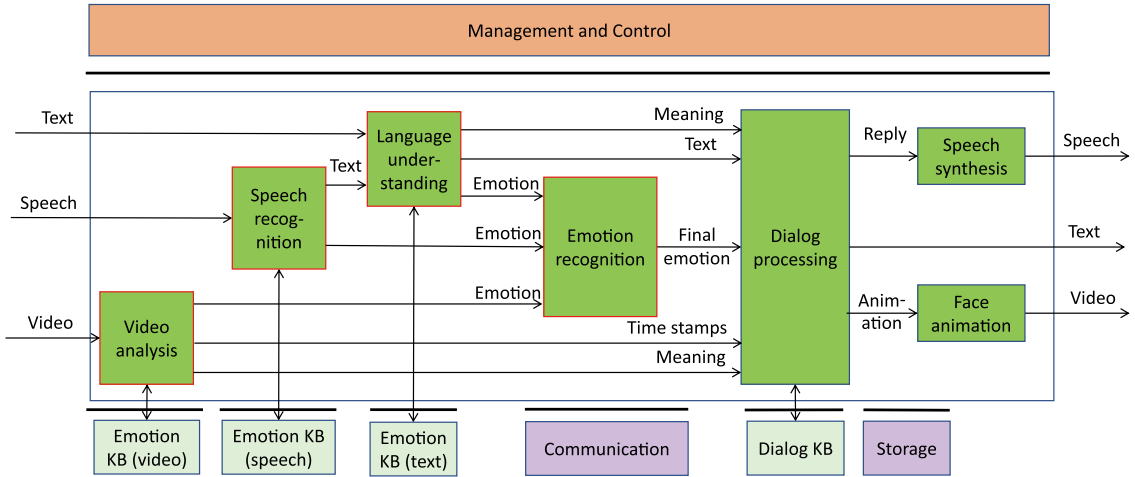 Management and Control
Text
Speech
Video
Video
analysis
Speech
recog-
nition
Text
Language
under-
standing
Emotion
Emotion
Emotion
Emotion
recognition
Meaning
Text
Final
emotion
Time stamps
Meaning
Dialog
processing
Reply
Anim-
ation
Speech
synthesis
Face
animation
Speech
Text
Video
Emotion
KB (video)
Emotion KB
(speech)
Emotion
KB (text)
Communication
Dialog KB
Storage